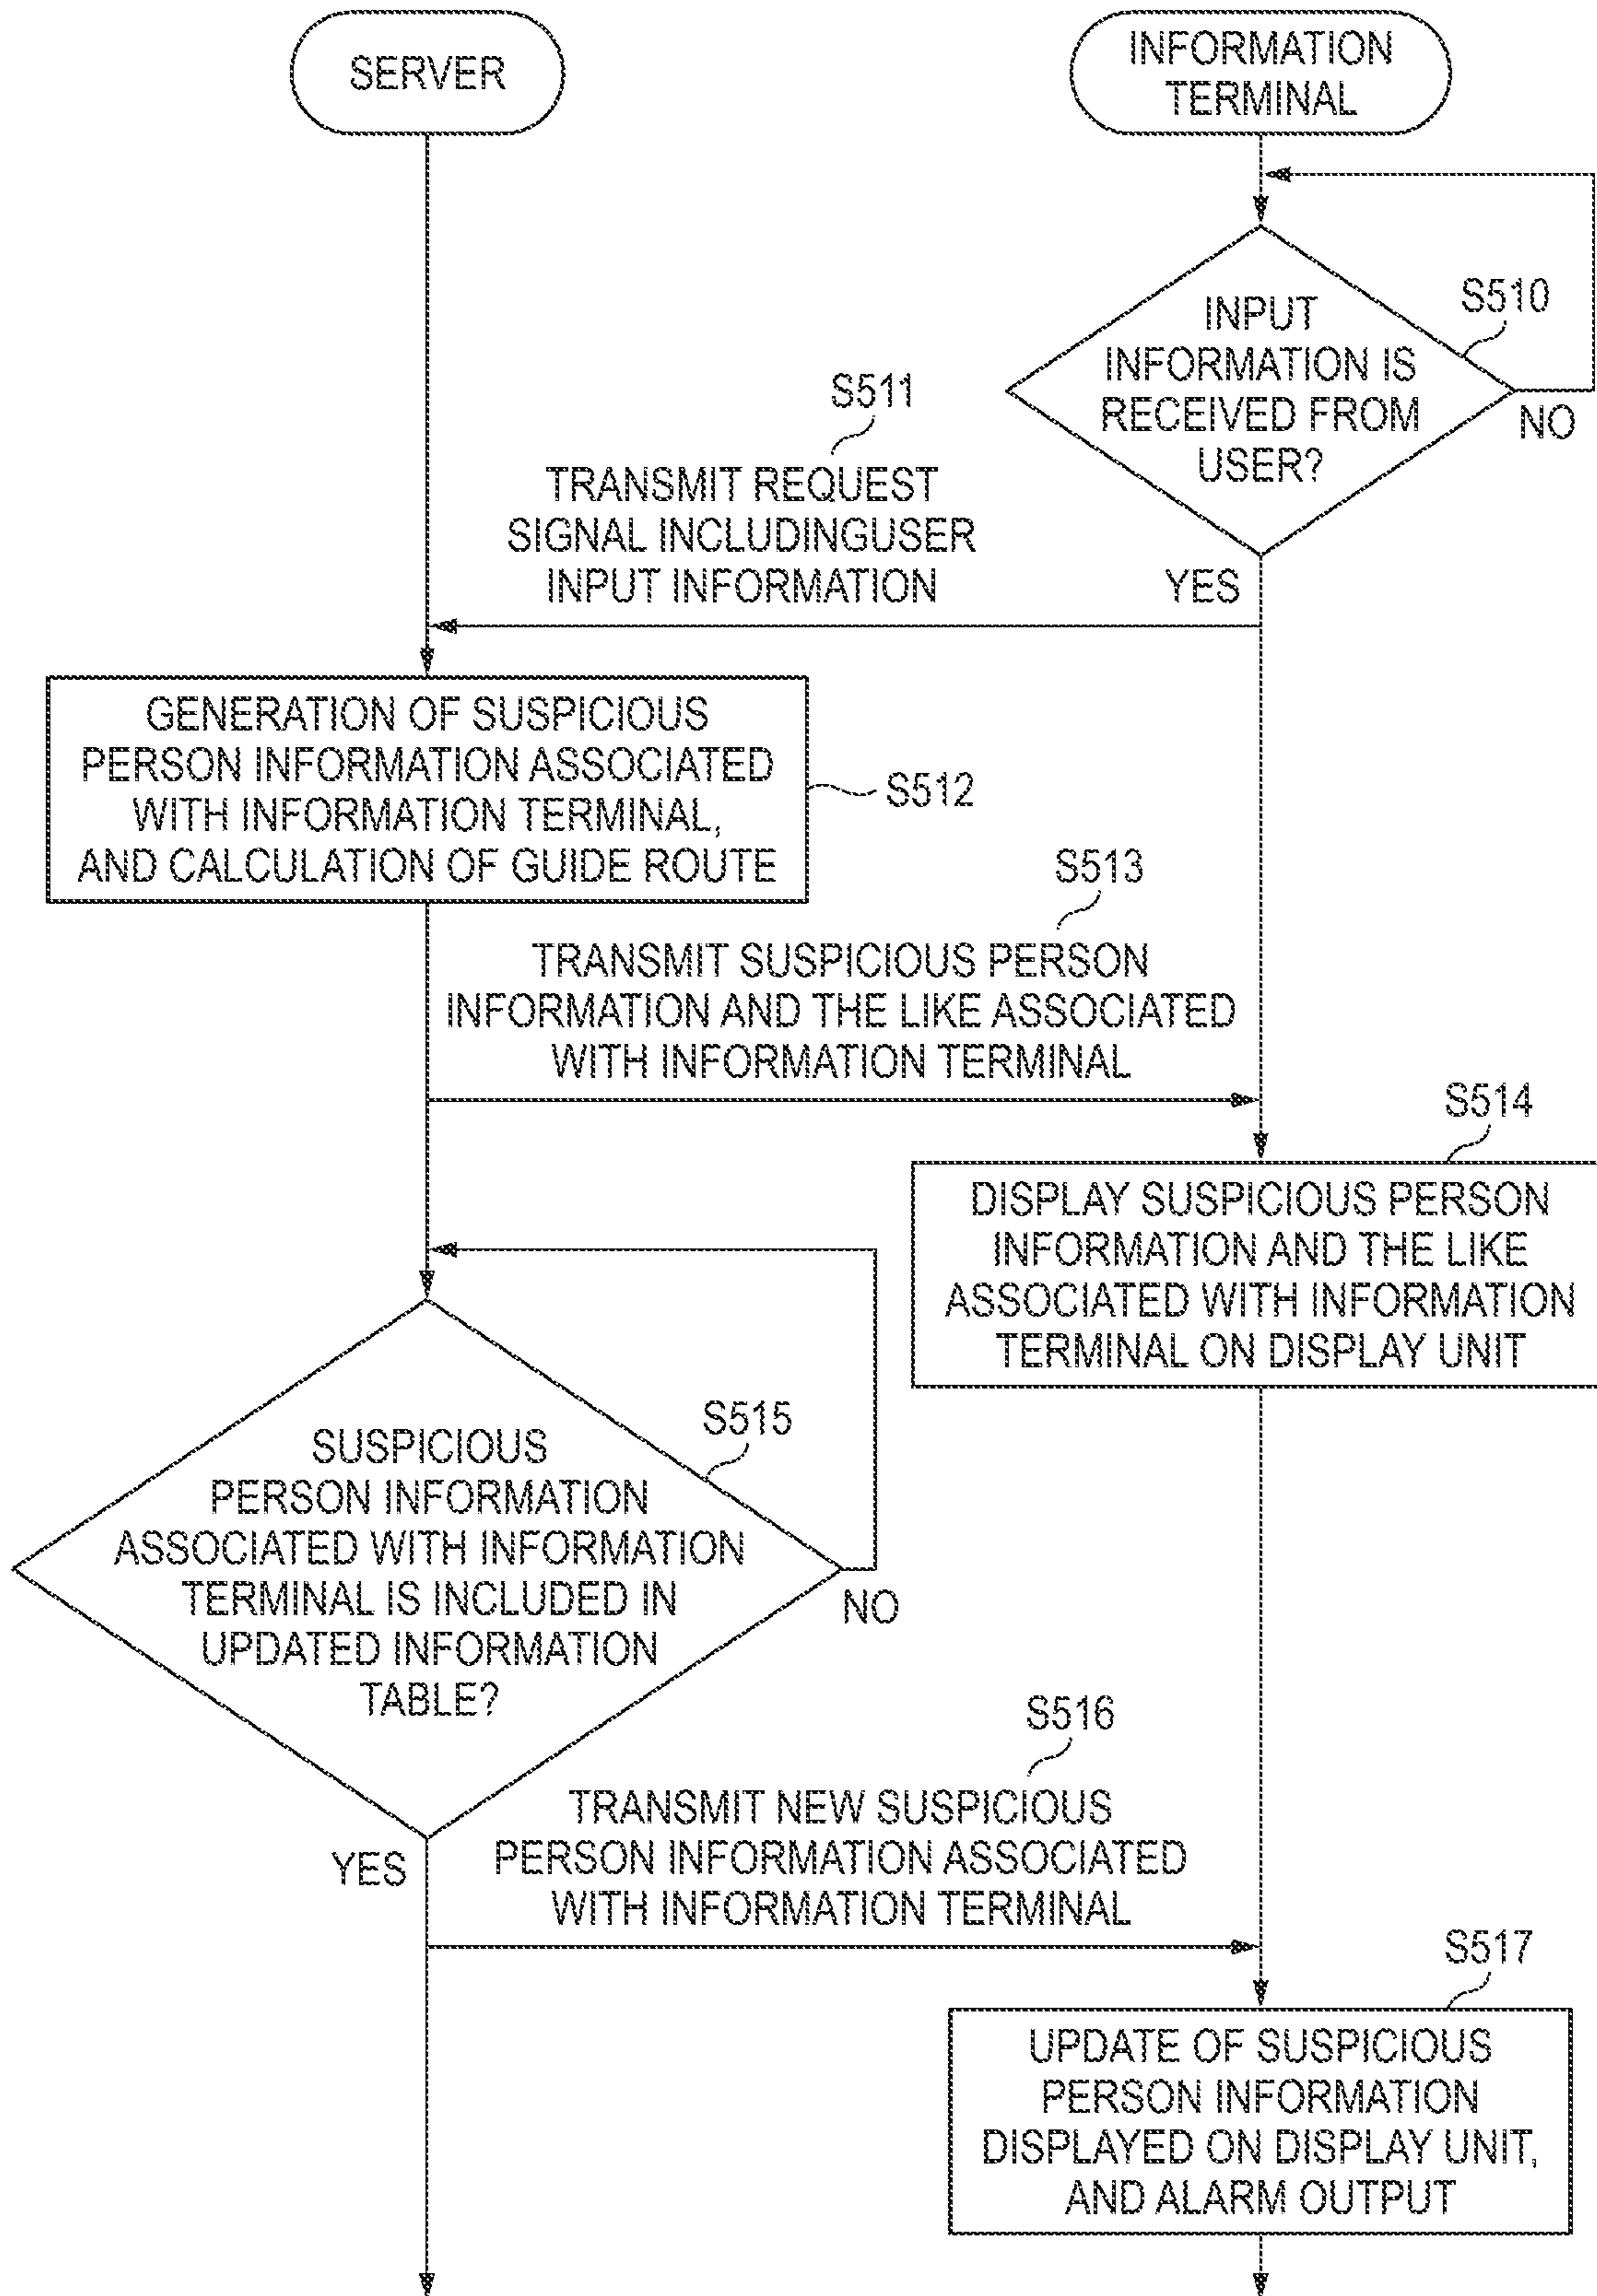 SERVER
INFORMATION
TERMINAL
S510
INPUT
INFORMATION IS
RECEIVED FROM
USER?
NO
YES
S511
TRANSMIT REQUEST
SIGNAL INCLUDINGUSER
INPUT INFORMATION
GENERATION OF SUSPICIOUS
PERSON INFORMATION ASSOCIATED
WITH INFORMATION TERMINAL,
AND CALCULATION OF GUIDE ROUTE
S512
S513
TRANSMIT SUSPICIOUS PERSON
INFORMATION AND THE LIKE ASSOCIATED
WITH INFORMATION TERMINAL
S514
DISPLAY SUSPICIOUS PERSON
INFORMATION AND THE LIKE
ASSOCIATED WITH INFORMATION
TERMINAL ON DISPLAY UNIT
S515
SUSPICIOUS
PERSON INFORMATION
ASSOCIATED WITH INFORMATION
TERMINAL IS INCLUDED IN
UPDATED INFORMATION
TABLE?
NO
YES
S516
TRANSMIT NEW SUSPICIOUS
PERSON INFORMATION ASSOCIATED
WITH INFORMATION TERMINAL
S517
UPDATE OF SUSPICIOUS
PERSON INFORMATION
DISPLAYED ON DISPLAY UNIT,
AND ALARM OUTPUT